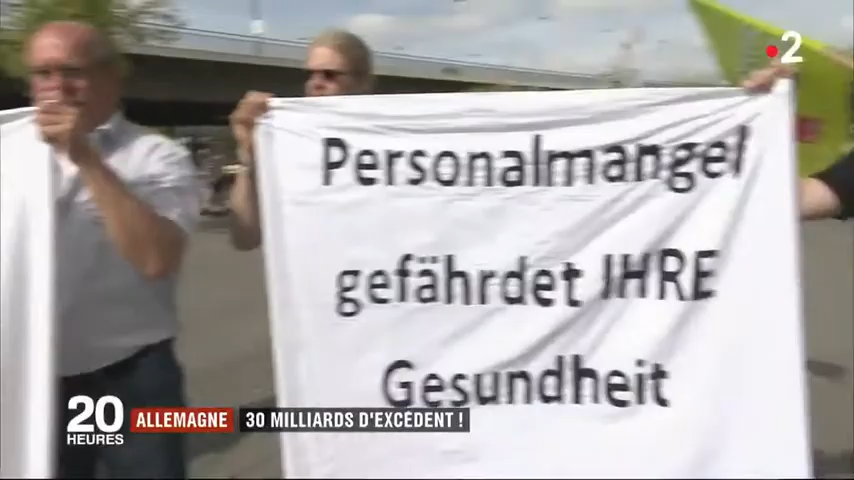 2
Personalmangel
gefährdet IHRE
Gesundheit
20
HEURES
ALLEMAGNE
30 MILLIARDS D'EXCÉDENT !